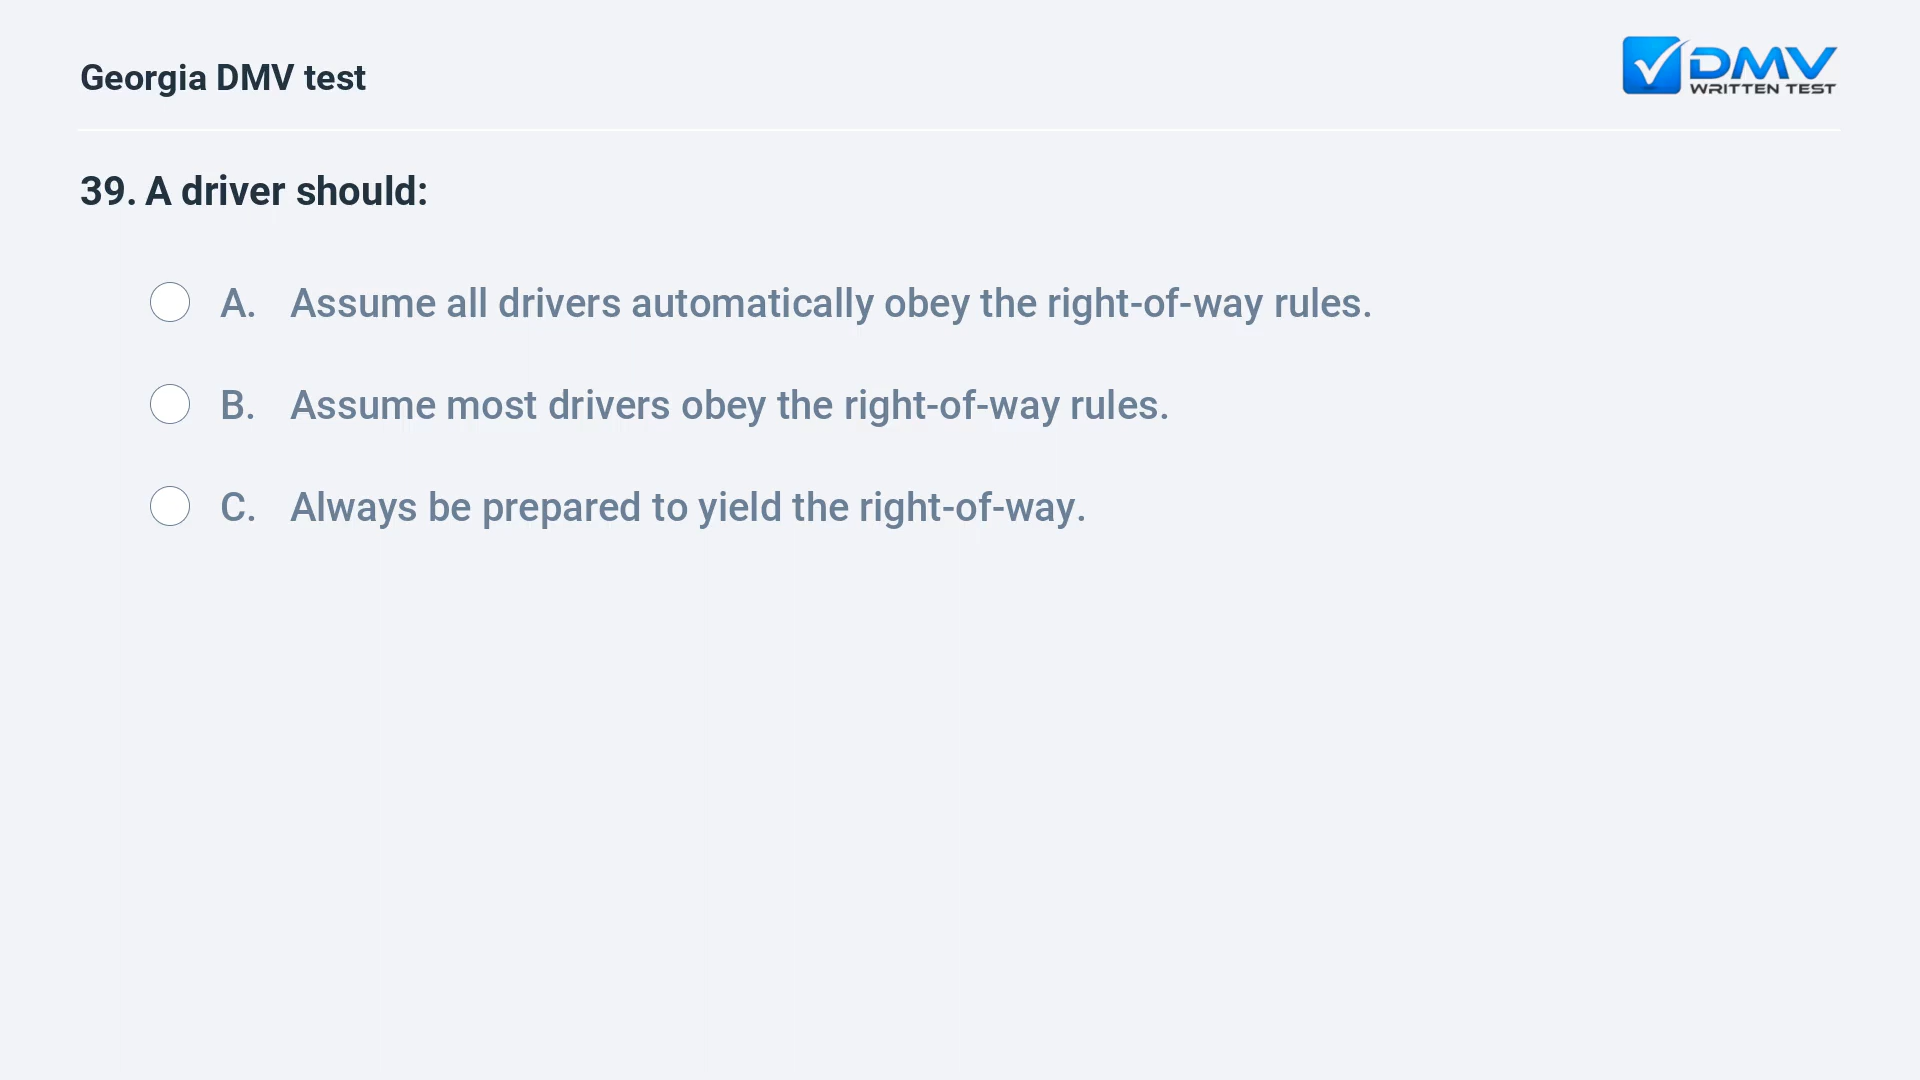 Georgia DMV test
DMV
WRITTEN TEST
39. A driver should:
A. Assume all drivers automatically obey the right-of-way rules.
B. Assume most drivers obey the right-of-way rules.
C. Always be prepared to yield the right-of-way.